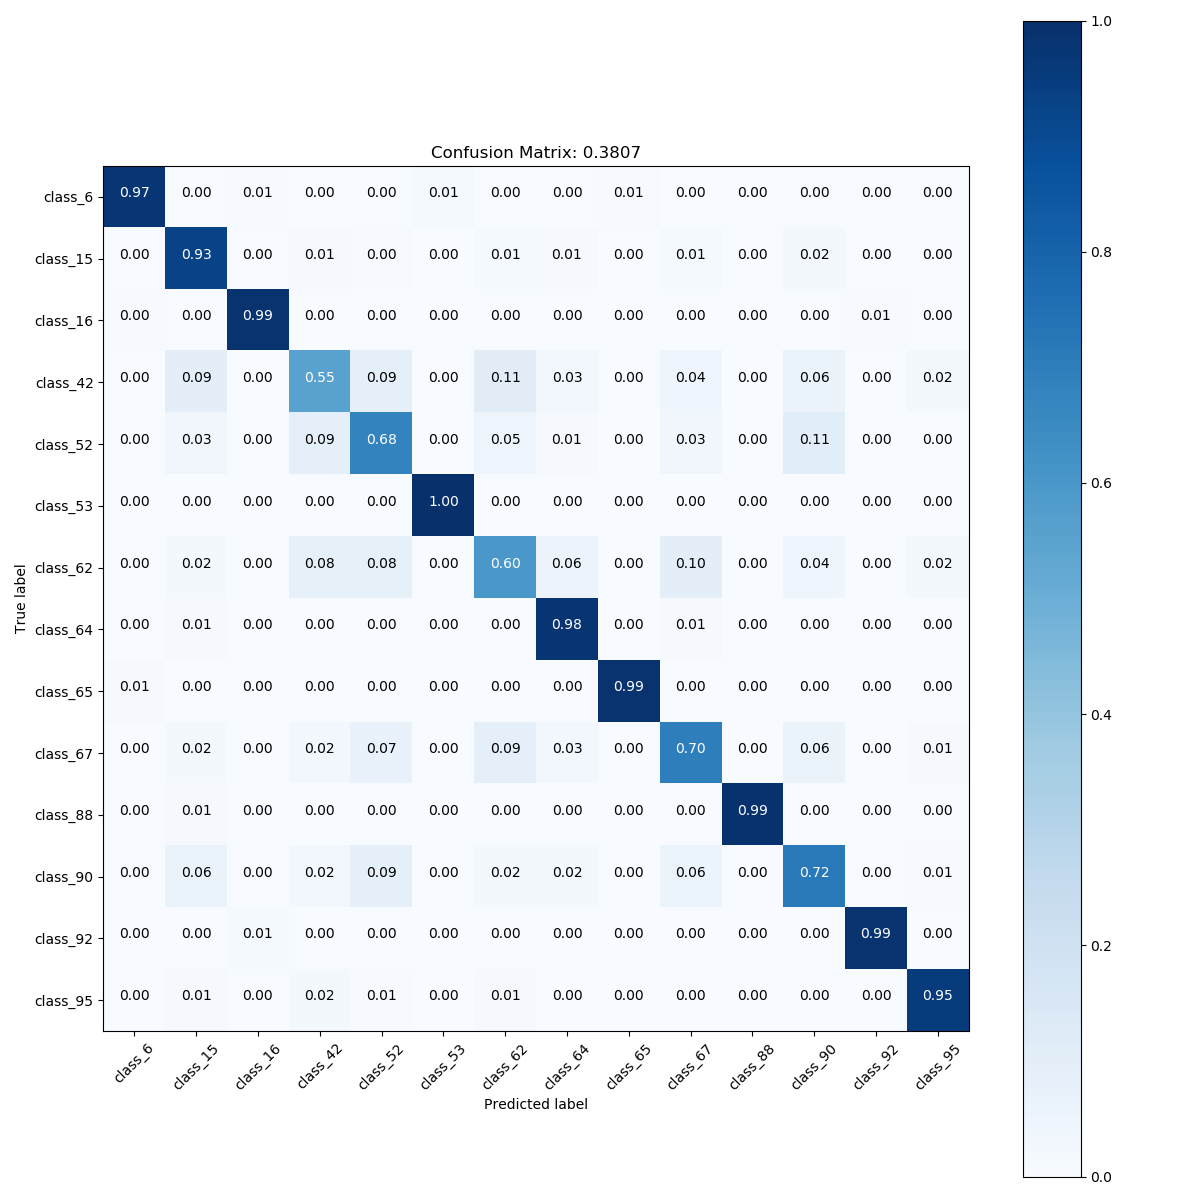 Confusion Matrix: 0.3807
1.0
class_6 0.97 0.00 0.01 0.00 0.00 0.01 0.00 0.00 0.01 0.00 0.00 0.00 0.00 0.00
class_15 0.00 0.93 0.00 0.01 0.00 0.00 0.01 0.01 0.00 0.01 0.00 0.02 0.00 0.00
0.8
class_16 0.00 0.00 0.99 0.00 0.00 0.00 0.00 0.00 0.00 0.00 0.00 0.00 0.01 0.00
class_42 0.00 0.09 0.00 0.55 0.09 0.00 0.11 0.03 0.00 0.04 0.00 0.06 0.00 0.02
class_52 0.00 0.03 0.00 0.09 0.68 0.00 0.05 0.01 0.00 0.03 0.00 0.11 0.00 0.00
0.6
class_53 0.00 0.00 0.00 0.00 0.00 1.00 0.00 0.00 0.00 0.00 0.00 0.00 0.00 0.00
class_62 0.00 0.02 0.00 0.08 0.08 0.00 0.60 0.06 0.00 0.10 0.00 0.04 0.00 0.02
True label
class_64 0.00 0.01 0.00 0.00 0.00 0.00 0.00 0.98 0.00 0.01 0.00 0.00 0.00 0.00
class_65 0.01 0.00 0.00 0.00 0.00 0.00 0.00 0.00 0.99 0.00 0.00 0.00 0.00 0.00
0.4
class_67 0.00 0.02 0.00 0.02 0.07 0.00 0.09 0.03 0.00 0.70 0.00 0.06 0.00 0.01
class_88 0.00 0.01 0.00 0.00 0.00 0.00 0.00 0.00 0.00 0.00 0.99 0.00 0.00 0.00
class_90 0.00 0.06 0.00 0.02 0.09 0.00 0.02 0.02 0.00 0.06 0.00 0.72 0.00 0.01
class_92 0.00 0.00 0.01 0.00 0.00 0.00 0.00 0.00 0.00 0.00 0.00 0.00 0.99 0.00
0.2
class_95 0.00 0.01 0.00 0.02 0.01 0.00 0.01 0.00 0.00 0.00 0.00 0.00 0.00 0.95
class_6 class_15 class_16 class_42 class_52 class_53 class_62 class_64 class_65 class_67 class_88 class_90 class_92 class_95
Predicted label
0.0